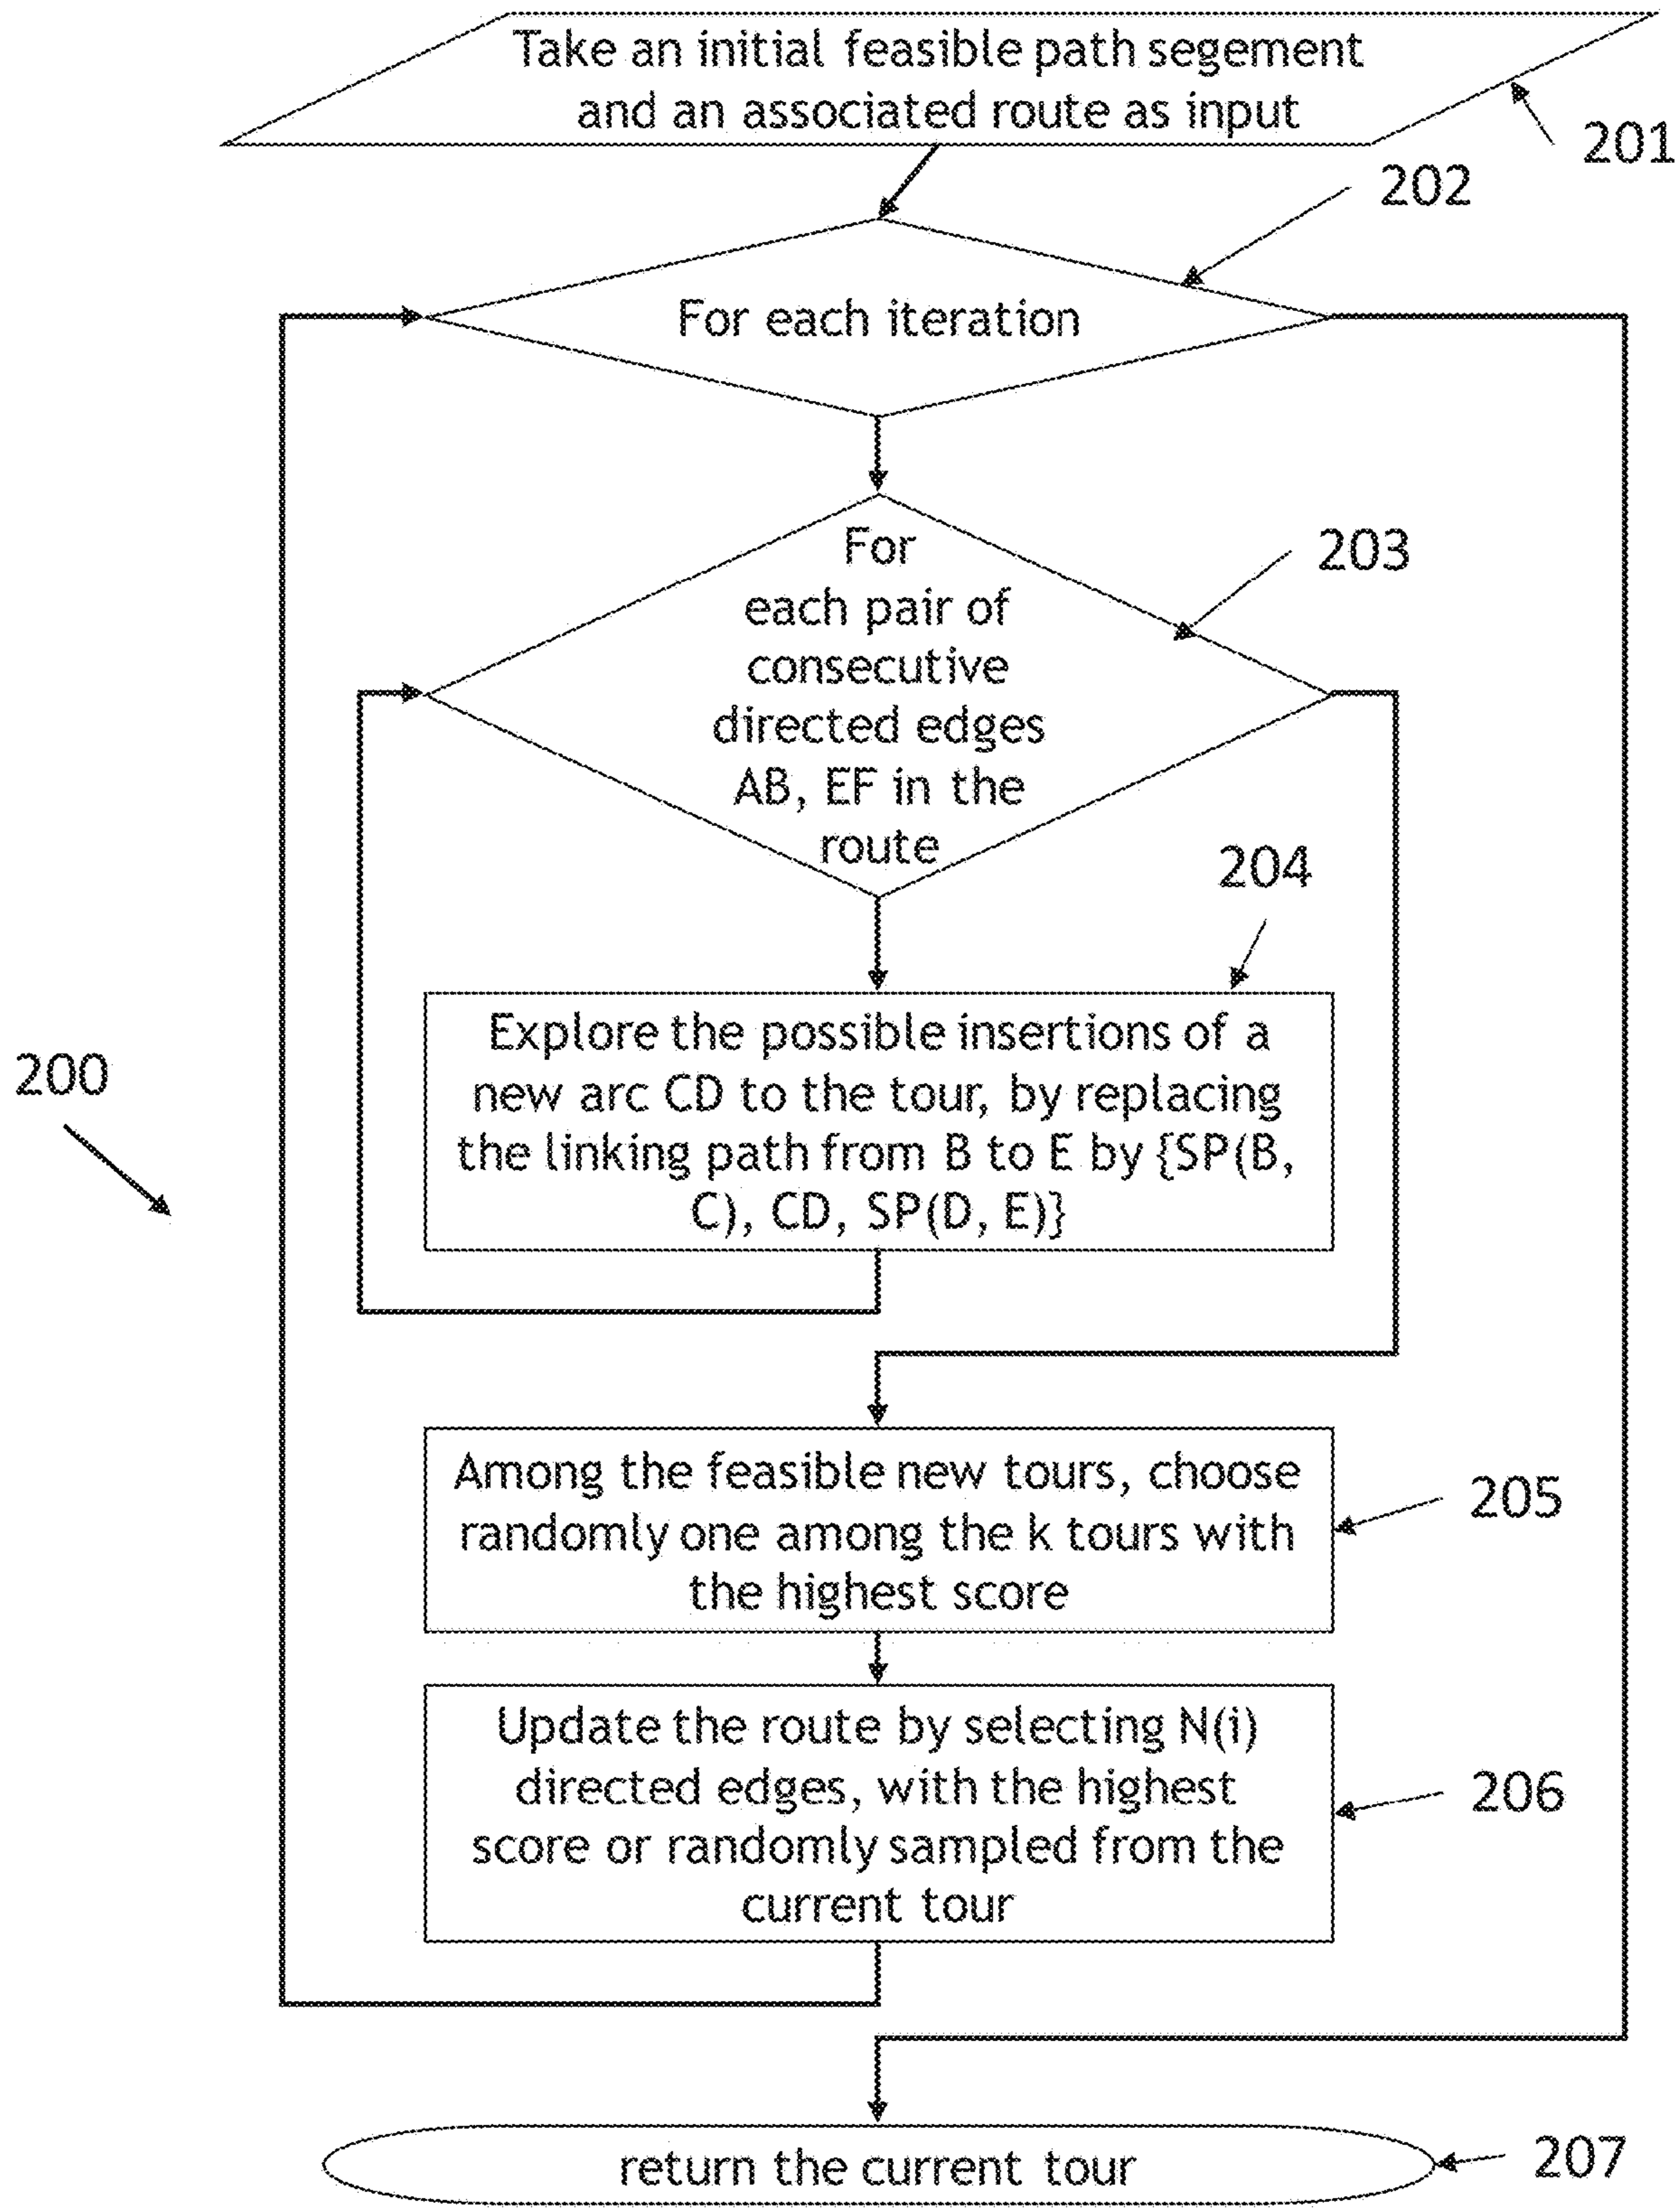 Take an initial feasible path segement
and an associated route as input
201
202
For each iteration
203
For
each pair of
consecutive
directed edges
AB, EF in the
route
204
Explore the possible insertions of a
new arc CD to the tour, by replacing
the linking path from B to E by {SP(B,
C), CD, SP(D, E)}
200
Among the feasible new tours, choose
randomly one among the k tours with
the highest score
205
Update the route by selecting N(i)
directed edges, with the highest
score or randomly sampled from the
current tour
206
return the current tour
207